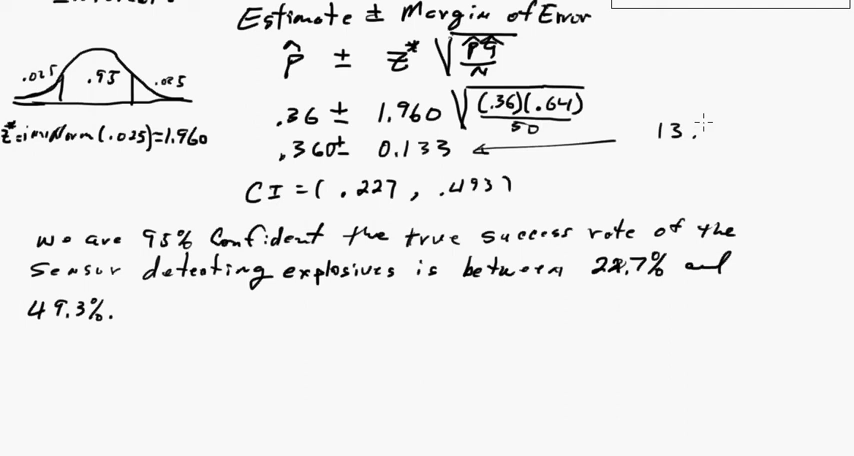 Estimate ± Margin of Error
.025 .95 .025
p̂ ± z* √(p̂q̂/n)
.36 ± 1.960 √((.36)(.64)/50)
z*=invNorm(.025)=1.960
.360± 0.133
13.
CI = ( .227 , .493)
We are 95% Confident the true success rate of the
Sensor detecting explosives is between 22.7% and
49.3%.